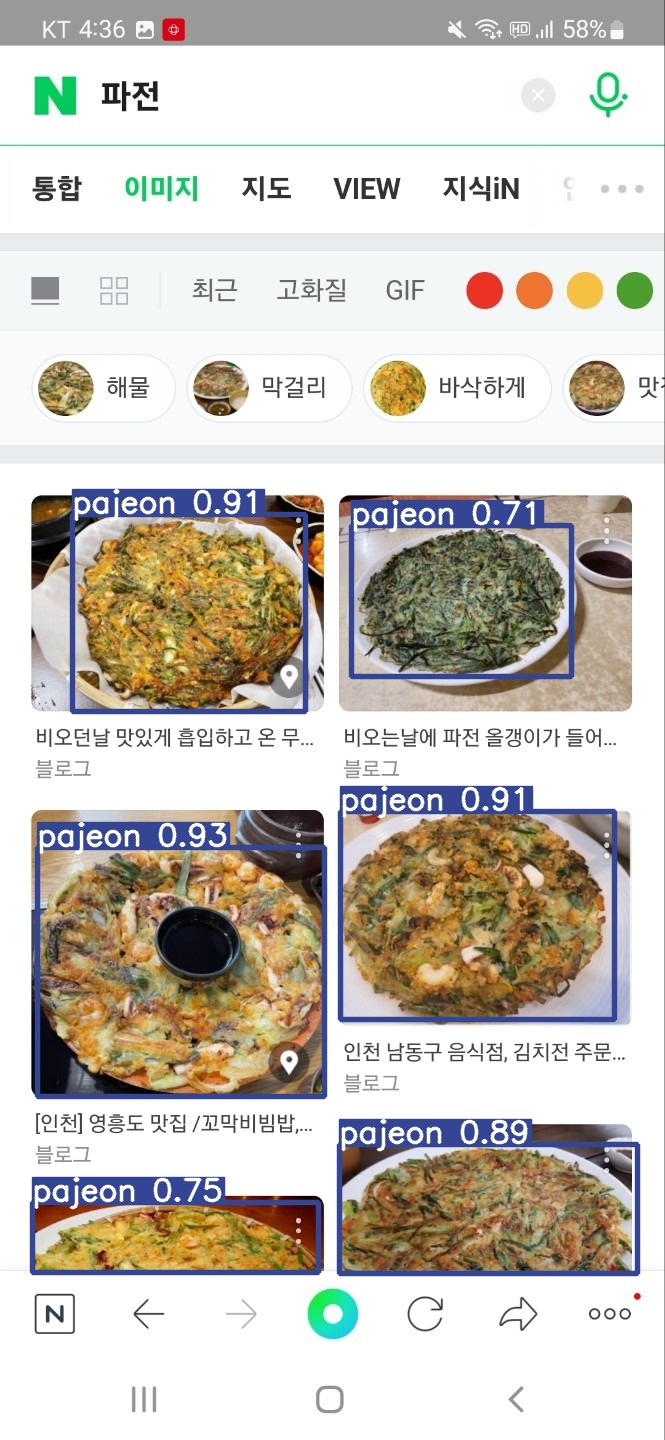 KT 4:36
HD 58%
N 파전
통합 이미지 지도 VIEW 지식iN
최근 고화질 GIF
해물 막걸리 바삭하게
pajeon 0.91
pajeon 0.71
비오던날 맛있게 흡입하고 온 무...
블로그
비오는날에 파전 올갱이가 들어...
블로그
pajeon 0.93
pajeon 0.91
[인천] 영흥도 맛집 /꼬막비빔밥,...
블로그
인천 남동구 음식점, 김치전 주문...
블로그
pajeon 0.75
pajeon 0.89
N